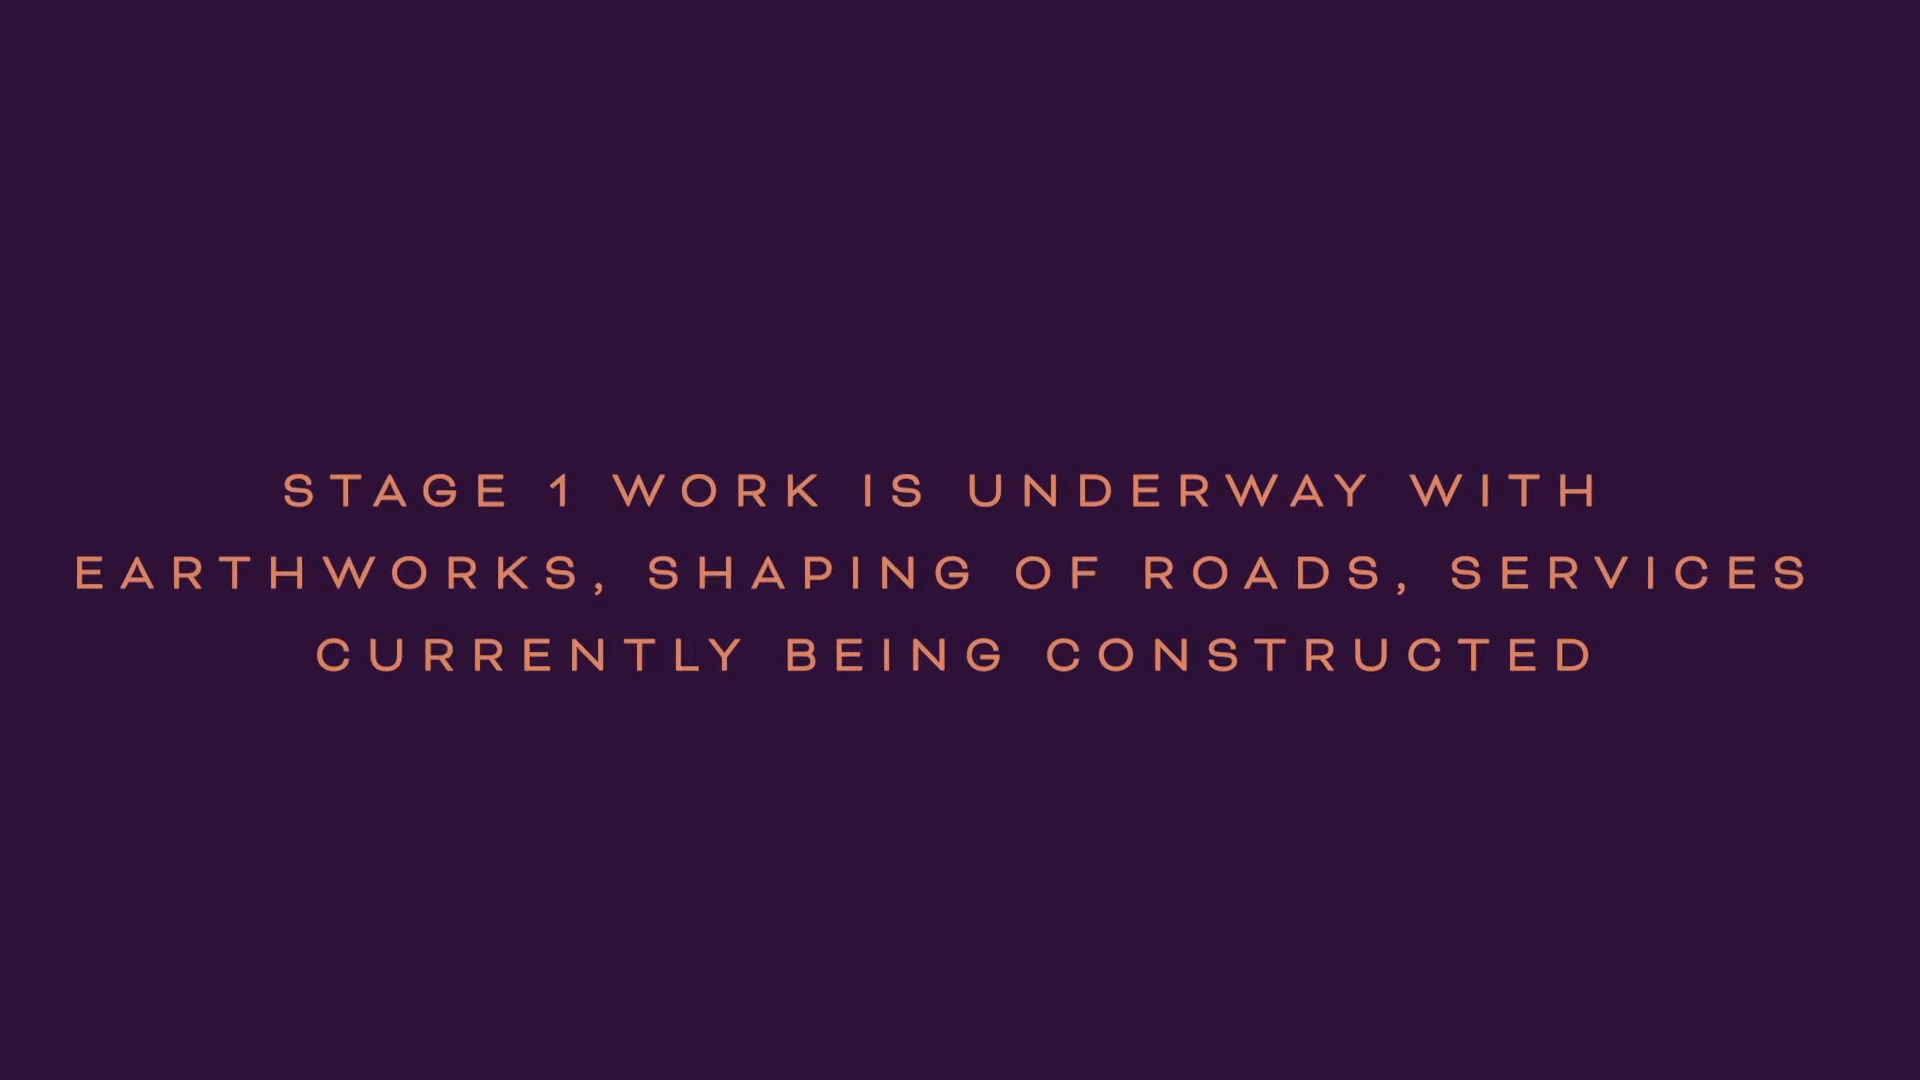 STAGE 1 WORK IS UNDERWAY WITH
EARTHWORKS, SHAPING OF ROADS, SERVICES
CURRENTLY BEING CONSTRUCTED